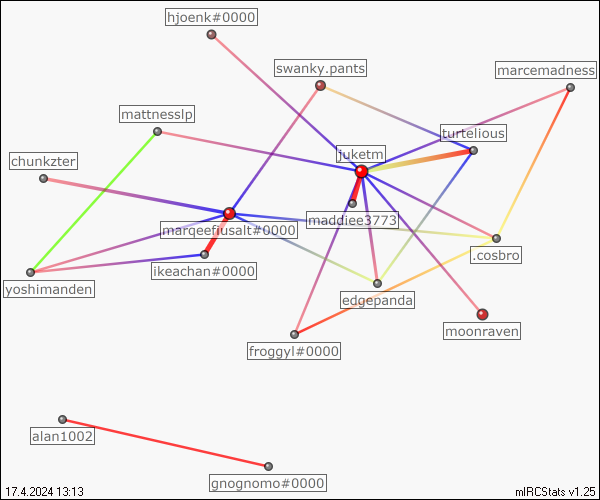 hjoenk#0000
swanky.pants
marcemadness
mattnesslp
turtelious
juketm
chunkzter
maddiee3773
marqeefiusalt#0000
.cosbro
ikeachan#0000
yoshimanden
edgepanda
moonraven
froggyl#0000
alan1002
gnognomo#0000
17.4.2024 13:13
mIRCStats v1.25